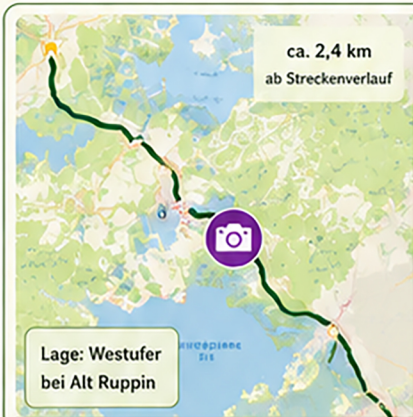 ca. 2,4 km
ab Streckenverlauf
Lage: Westufer
bei Alt Ruppin